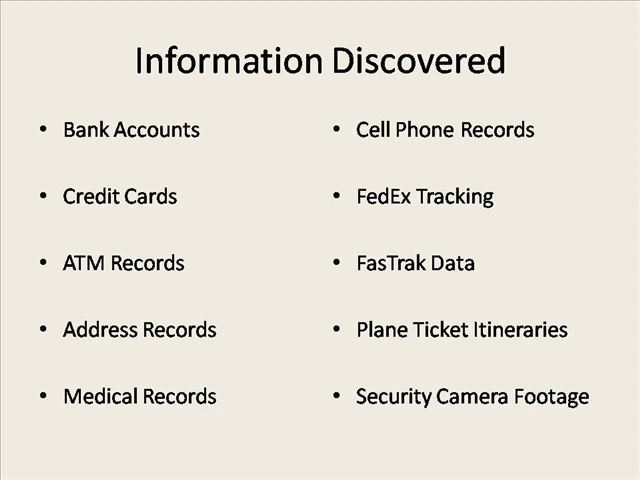 Information Discovered
• Bank Accounts
• Credit Cards
• ATM Records
• Address Records
• Medical Records
• Cell Phone Records
• FedEx Tracking
• FasTrak Data
• Plane Ticket Itineraries
• Security Camera Footage